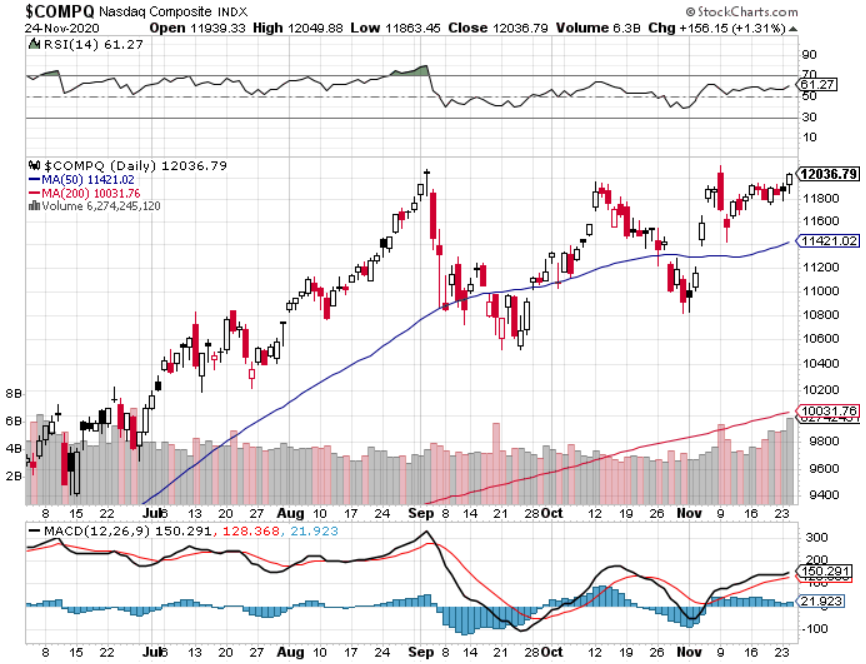 $COMPQ Nasdaq Composite INDX
© StockCharts.com
24-Nov-2020
Open 11939.33 High 12049.88 Low 11863.45 Close 12036.79 Volume 6.3B Chg +156.15 (+1.31%)
RSI(14) 61.27
90
70
61.27
50
30
10
$COMPQ (Daily) 12036.79
MA(50) 11421.02
MA(200) 10031.76
Volume 6,274,245,120
12036.79
11800
11600
11421.02
11200
11000
10800
10600
10400
10200
10031.76
9800
9600
9400
8B
6B
4B
2B
8 15 22 Jul 6 13 20 27 Aug 10 17 24 Sep 8 14 21 28 Oct 12 19 26 Nov 9 16 23
MACD(12,26,9) 150.291, 128.368, 21.923
300
200
150.291
21.923
-100
8 15 22 Jul 6 13 20 27 Aug 10 17 24 Sep 8 14 21 28 Oct 12 19 26 Nov 9 16 23